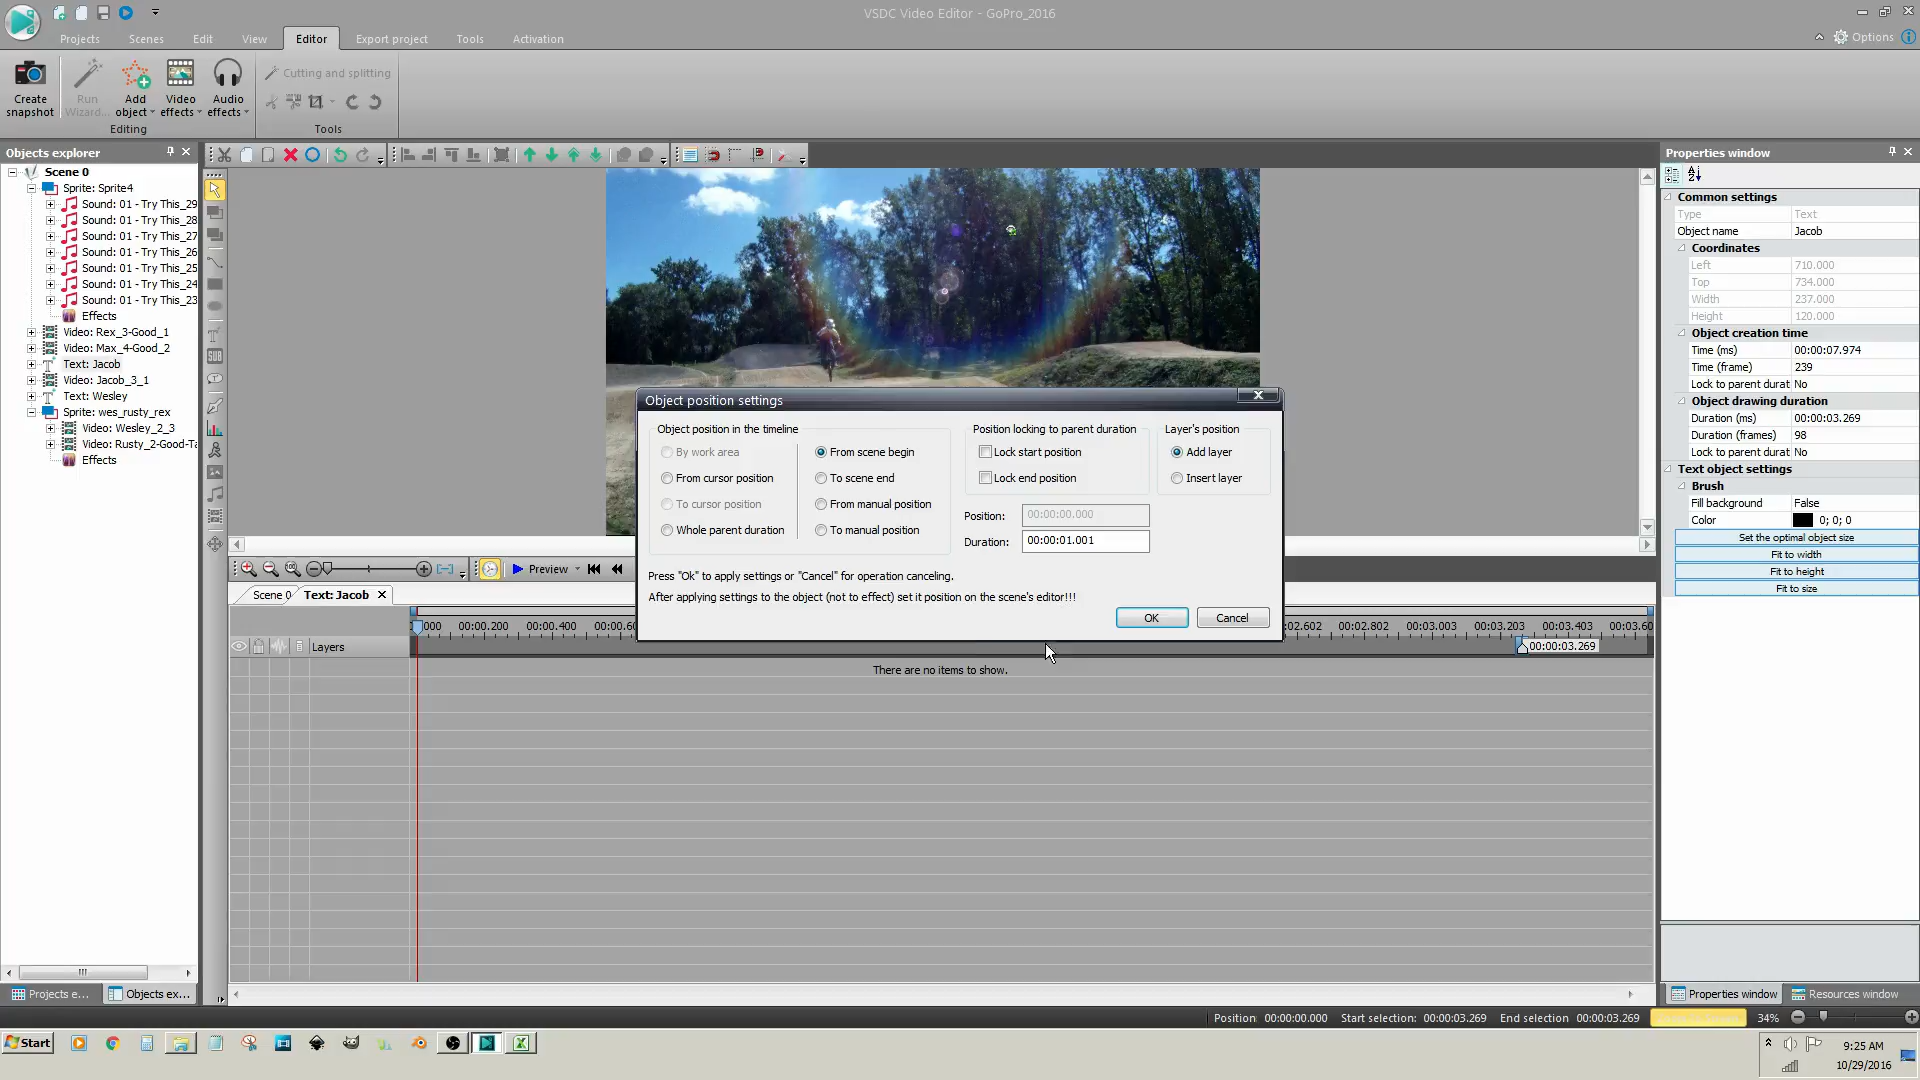 VSDC Video Editor - GoPro_2016
Projects
Scenes
Edit
View
Editor
Export project
Tools
Activation
Options
Create snapshot
Run Wizard...
Add object
Video effects
Audio effects
Cutting and splitting
Editing
Tools
Objects explorer
Scene 0
Sprite: Sprite4
Sound: 01 - Try This_29
Sound: 01 - Try This_28
Sound: 01 - Try This_27
Sound: 01 - Try This_26
Sound: 01 - Try This_25
Sound: 01 - Try This_24
Sound: 01 - Try This_23
Effects
Video: Rex_3-Good_1
Video: Max_4-Good_2
Text: Jacob
Video: Jacob_3_1
Text: Wesley
Sprite: wes_rusty_rex
Video: Wesley_2_3
Video: Rusty_2-Good-Ta
Effects
Projects e...
Objects ex...
SUB
Object position settings
Object position in the timeline
By work area
From cursor position
To cursor position
Whole parent duration
From scene begin
To scene end
From manual position
To manual position
Position locking to parent duration
Lock start position
Lock end position
Layer's position
Add layer
Insert layer
Position: 00:00:00.000
Duration: 00:00:01.001
Press "Ok" to apply settings or "Cancel" for operation canceling.
After applying settings to the object (not to effect) set it position on the scene's editor!!!
OK
Cancel
Preview
Scene 0
Text: Jacob
000 00:00.200 00:00.400 00:00.60
:02.602 00:02.802 00:03.003 00:03.203 00:03.403 00:03.60
Layers
00:00:03.269
There are no items to show.
Properties window
Common settings
Type Text
Object name Jacob
Coordinates
Left 710.000
Top 734.000
Width 237.000
Height 120.000
Object creation time
Time (ms) 00:00:07.974
Time (frame) 239
Lock to parent durat No
Object drawing duration
Duration (ms) 00:00:03.269
Duration (frames) 98
Lock to parent durat No
Text object settings
Brush
Fill background False
Color 0; 0; 0
Set the optimal object size
Fit to width
Fit to height
Fit to size
Properties window
Resources window
Position: 00:00:00.000 Start selection: 00:00:03.269 End selection 00:00:03.269
34%
Start
9:25 AM
10/29/2016